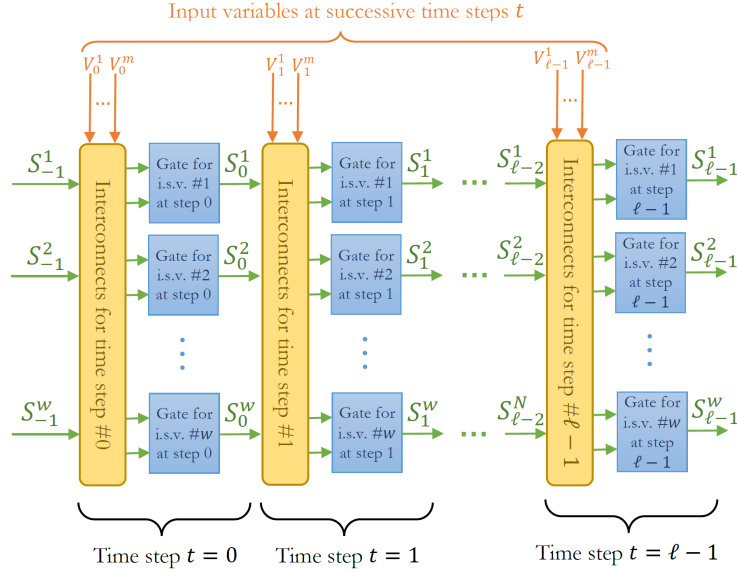 Input variables at successive time steps t
V_0^1 V_0^m V_1^1 V_1^m V_{ℓ−1}^1 V_{ℓ−1}^m
... ... ...
Interconnects for time step #0
Interconnects for time step #1
Interconnects for time step #ℓ−1
S_{−1}^1
Gate for
i.s.v. #1
at step 0
S_0^1
Gate for
i.s.v. #1
at step 1
S_1^1
...
S_{ℓ−2}^1
Gate for
i.s.v. #1
at step
ℓ−1
S_{ℓ−1}^1
S_{−1}^2
Gate for
i.s.v. #2
at step 0
S_0^2
Gate for
i.s.v. #2
at step 1
S_1^2
...
S_{ℓ−2}^2
Gate for
i.s.v. #2
at step
ℓ−1
S_{ℓ−1}^2
⋮ ⋮ ⋮
S_{−1}^w
Gate for
i.s.v. #w
at step 0
S_0^w
Gate for
i.s.v. #w
at step 1
S_1^w
...
S_{ℓ−2}^N
Gate for
i.s.v. #w
at step
ℓ−1
S_{ℓ−1}^w
Time step t = 0
Time step t = 1
Time step t = ℓ − 1